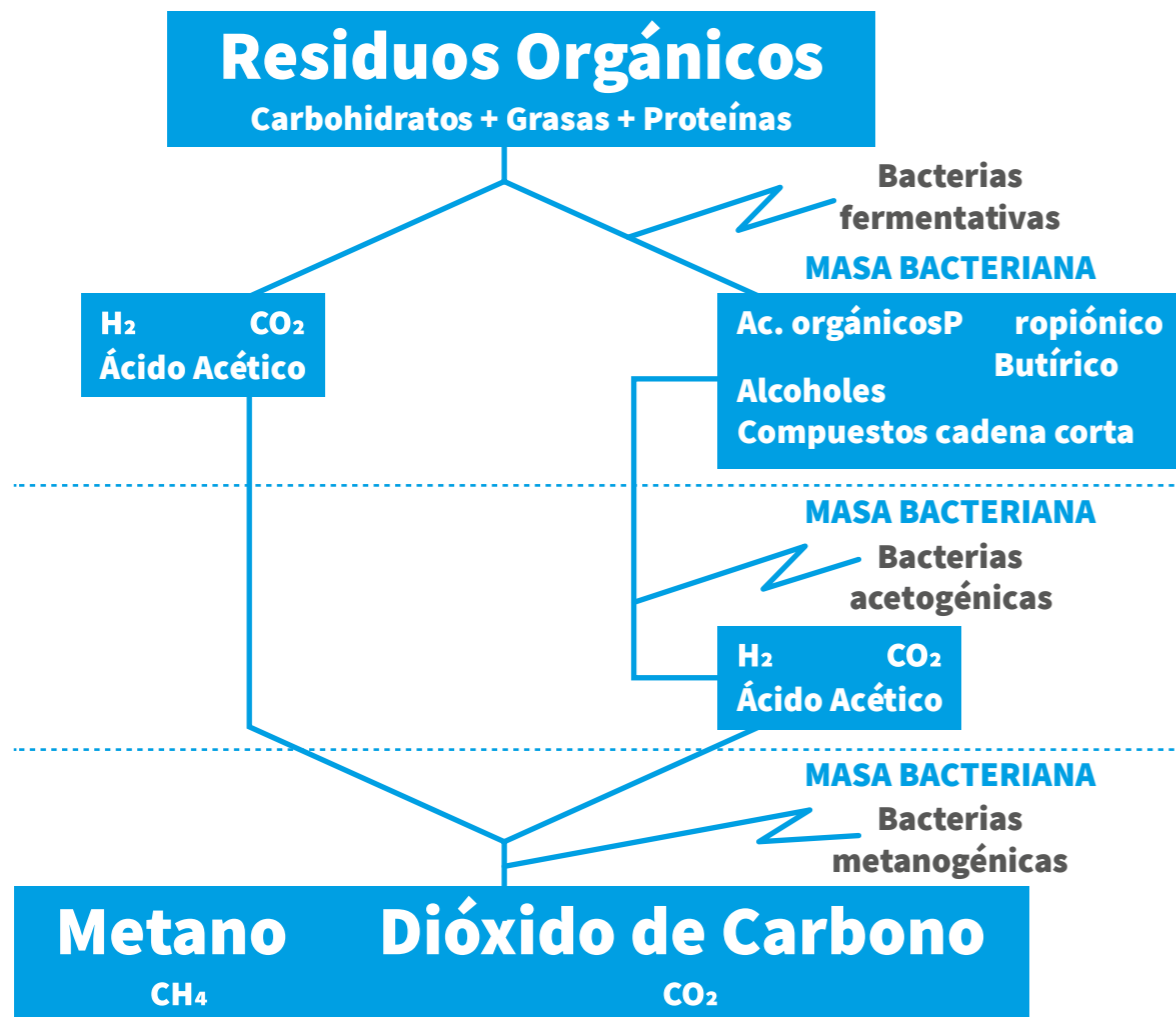 Residuos Orgánicos
Carbohidratos + Grasas + Proteínas
Bacterias
fermentativas
MASA BACTERIANA
H₂ CO₂
Ácido Acético
Ac. orgánicosP ropiónico
Butírico
Alcoholes
Compuestos cadena corta
MASA BACTERIANA
Bacterias
acetogénicas
H₂ CO₂
Ácido Acético
MASA BACTERIANA
Bacterias
metanogénicas
Metano Dióxido de Carbono
CH₄ CO₂